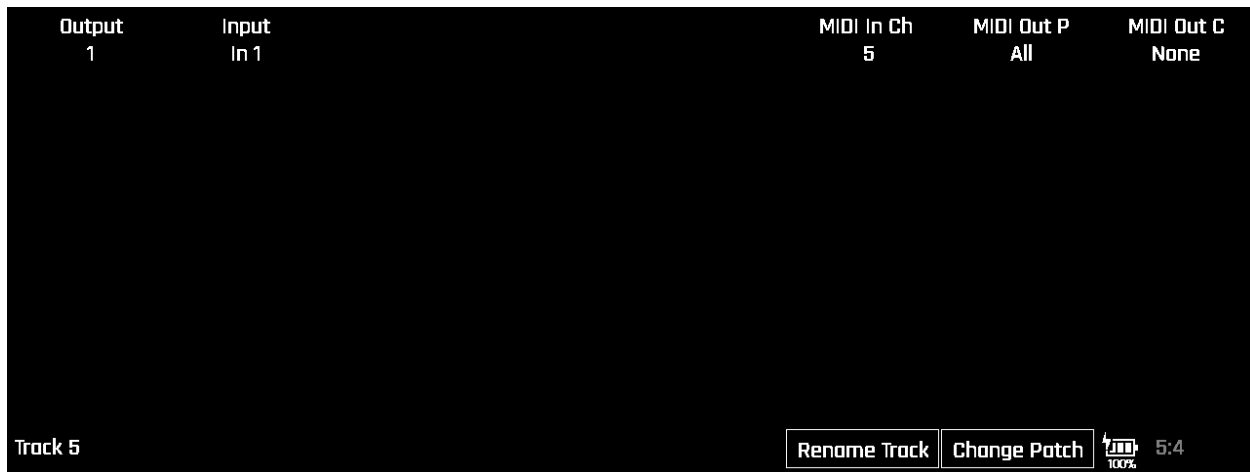 Output Input MIDI In Ch MIDI Out P MIDI Out C
1 In 1 5 All None
Track 5 Rename Track Change Patch 100% 5:4